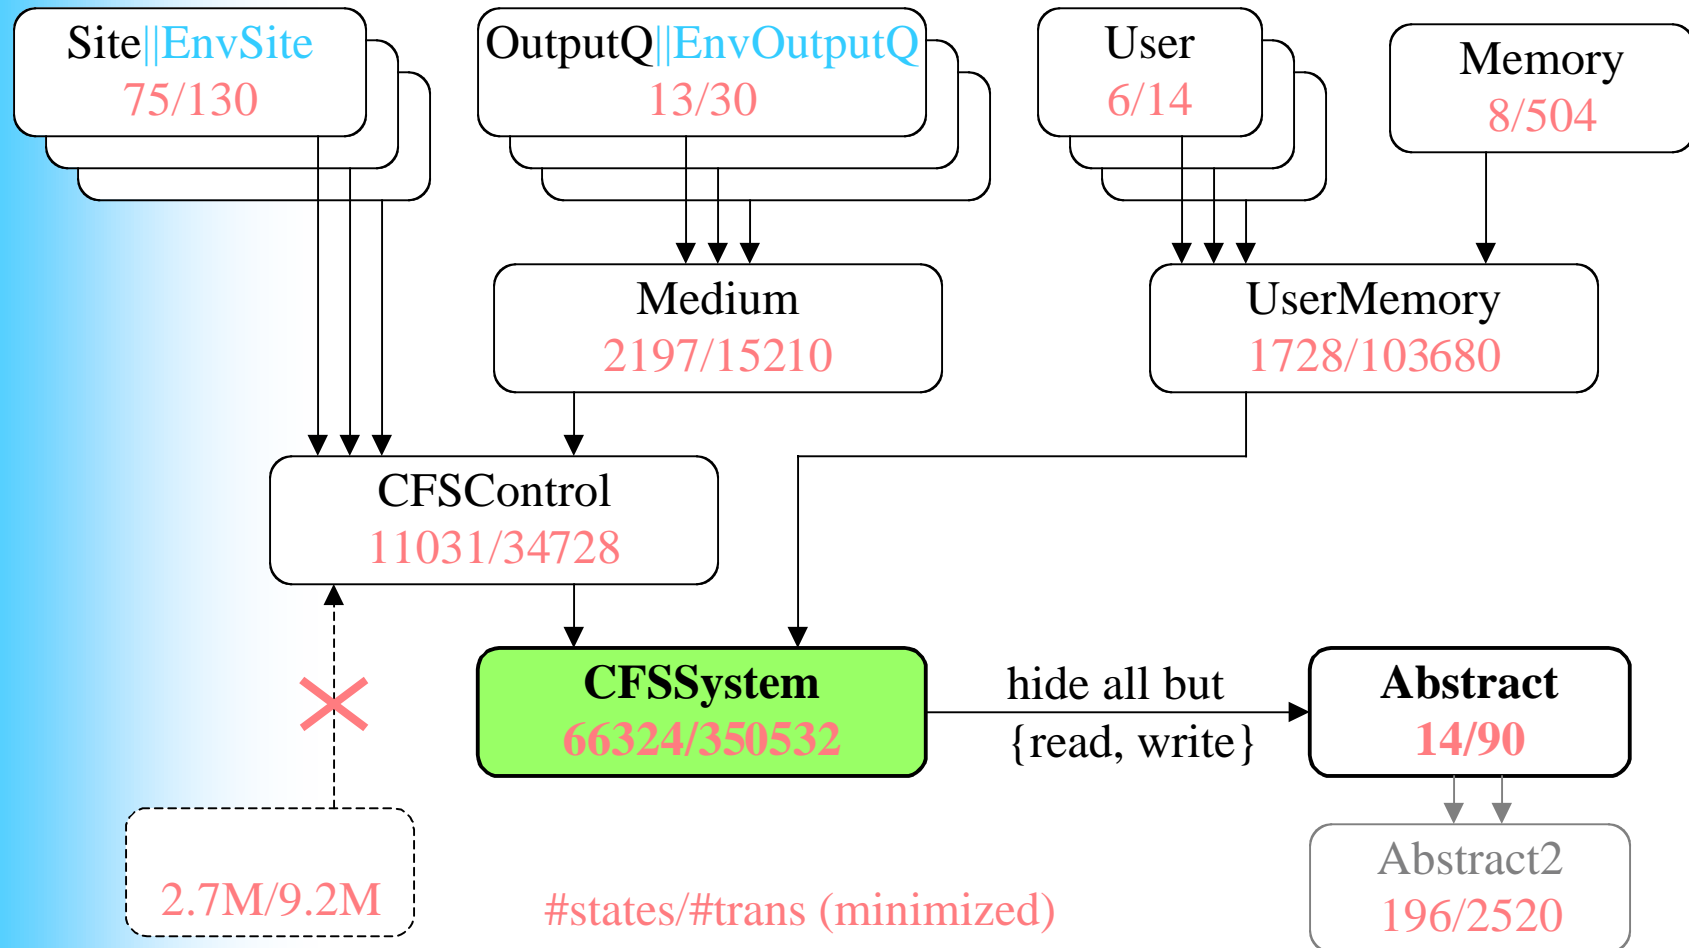 Site||EnvSite
75/130
OutputQ||EnvOutputQ
13/30
User
6/14
Memory
8/504
Medium
2197/15210
UserMemory
1728/103680
CFSControl
11031/34728
CFSSystem
66324/350532
hide all but
{read, write}
Abstract
14/90
2.7M/9.2M
#states/#trans (minimized)
Abstract2
196/2520